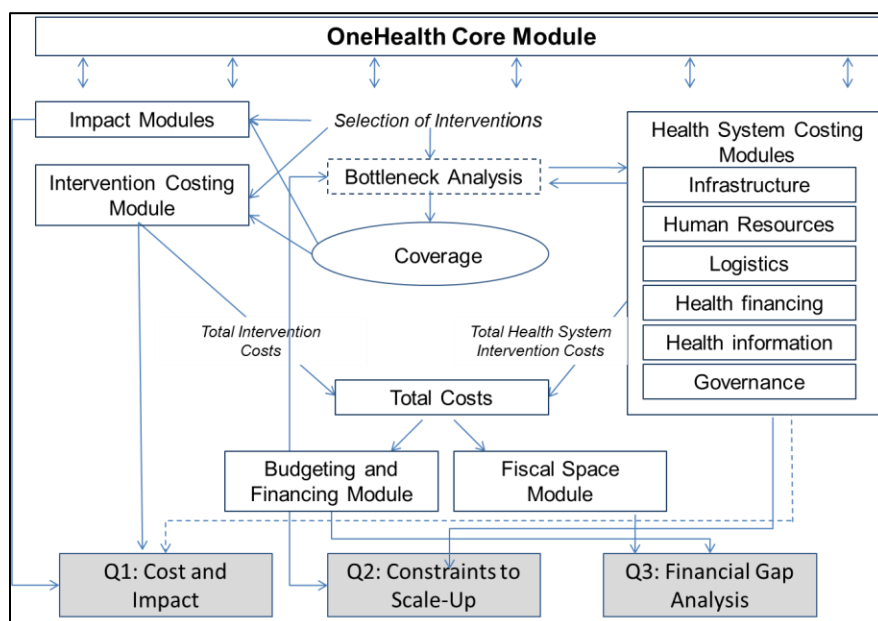 OneHealth Core Module
Impact Modules
Selection of Interventions
Health System Costing
Modules
Intervention Costing
Module
Bottleneck Analysis
Infrastructure
Human Resources
Coverage
Logistics
Health financing
Total Intervention
Costs
Total Health System
Intervention Costs
Health information
Governance
Total Costs
Budgeting and
Financing Module
Fiscal Space
Module
Q1: Cost and
Impact
Q2: Constraints to
Scale-Up
Q3: Financial Gap
Analysis